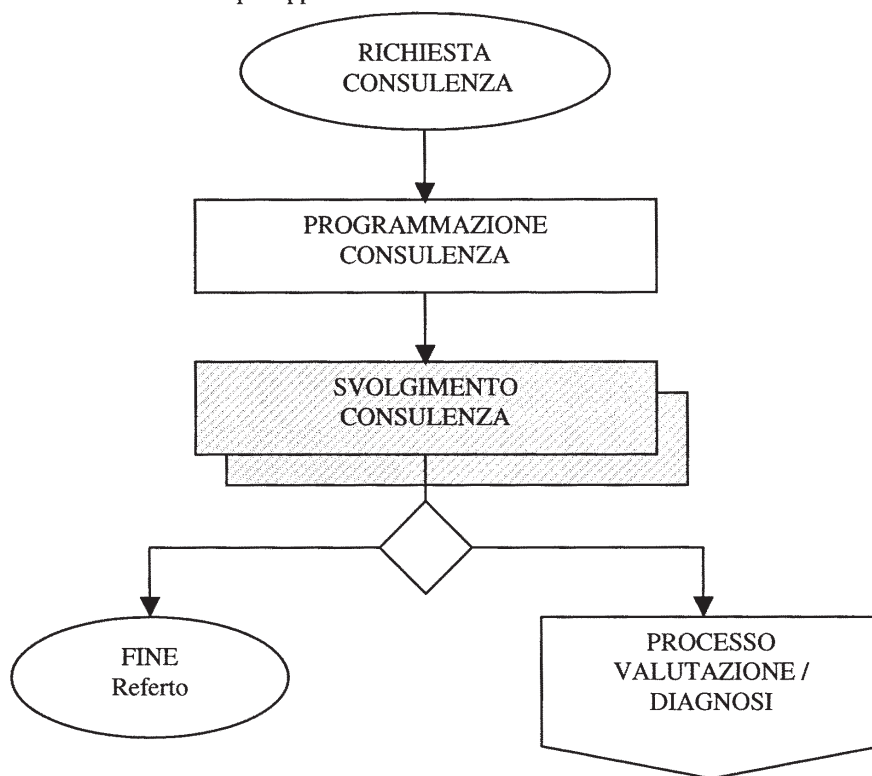 RICHIESTA
CONSULENZA
PROGRAMMAZIONE
CONSULENZA
SVOLGIMENTO
CONSULENZA
FINE
Referto
PROCESSO
VALUTAZIONE /
DIAGNOSI